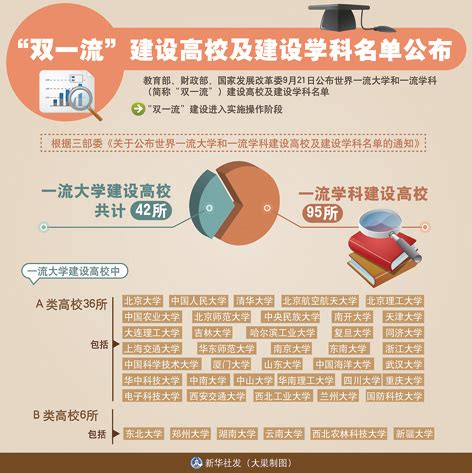 “双一流”建设高校及建设学科名单公布
教育部、财政部、国家发展改革委9月21日公布世界一流大学和一流学科
（简称“双一流”）建设高校及建设学科名单
“双一流”建设进入实施操作阶段
根据三部委《关于公布世界一流大学和一流学科建设高校及建设学科名单的通知》
一流大学建设高校
共计 42所
一流学科建设高校
95所
一流大学建设高校中
A 类高校36所
包括
北京大学 中国人民大学 清华大学 北京航空航天大学 北京理工大学
中国农业大学 北京师范大学 中央民族大学 南开大学 天津大学
大连理工大学 吉林大学 哈尔滨工业大学 复旦大学 同济大学
上海交通大学 华东师范大学 南京大学 东南大学 浙江大学
中国科学技术大学 厦门大学 山东大学 中国海洋大学 武汉大学
华中科技大学 中南大学 中山大学 华南理工大学 四川大学 重庆大学
电子科技大学 西安交通大学 西北工业大学 兰州大学 国防科技大学
B 类高校6所
包括
东北大学 郑州大学 湖南大学 云南大学 西北农林科技大学 新疆大学
新华社发（大巢制图）